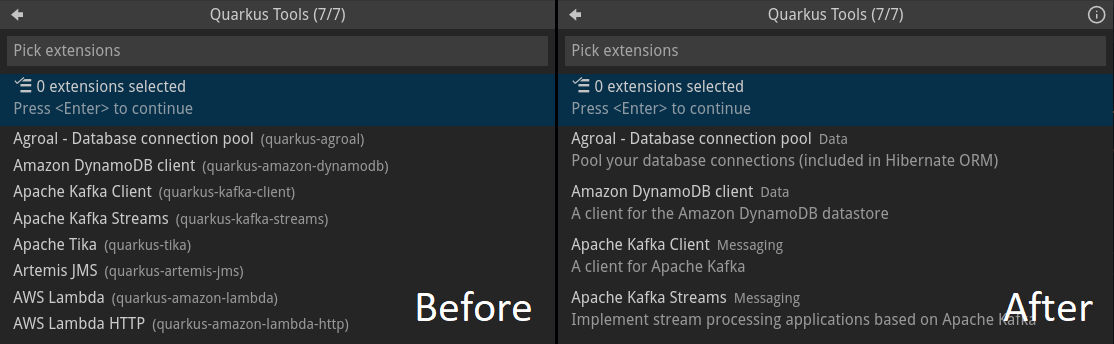 Quarkus Tools (7/7)
Pick extensions
0 extensions selected
Press <Enter> to continue
Agroal - Database connection pool (quarkus-agroal)
Amazon DynamoDB client (quarkus-amazon-dynamodb)
Apache Kafka Client (quarkus-kafka-client)
Apache Kafka Streams (quarkus-kafka-streams)
Apache Tika (quarkus-tika)
Artemis JMS (quarkus-artemis-jms)
AWS Lambda (quarkus-amazon-lambda)
AWS Lambda HTTP (quarkus-amazon-lambda-http)
Before
Quarkus Tools (7/7)
Pick extensions
0 extensions selected
Press <Enter> to continue
Agroal - Database connection pool Data
Pool your database connections (included in Hibernate ORM)
Amazon DynamoDB client Data
A client for the Amazon DynamoDB datastore
Apache Kafka Client Messaging
A client for Apache Kafka
Apache Kafka Streams Messaging
Implement stream processing applications based on Apache Kafka
After